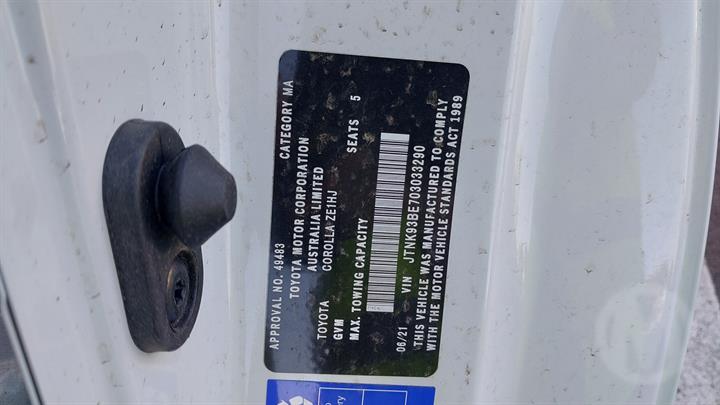 APPROVAL NO. 49483 CATEGORY MA
TOYOTA MOTOR CORPORATION
AUSTRALIA LIMITED
TOYOTA COROLLA ZE1HJ
GVM
MAX. TOWING CAPACITY SEATS 5
06/21 VIN JTNK93BE703033290
THIS VEHICLE WAS MANUFACTURED TO COMPLY
WITH THE MOTOR VEHICLE STANDARDS ACT 1989